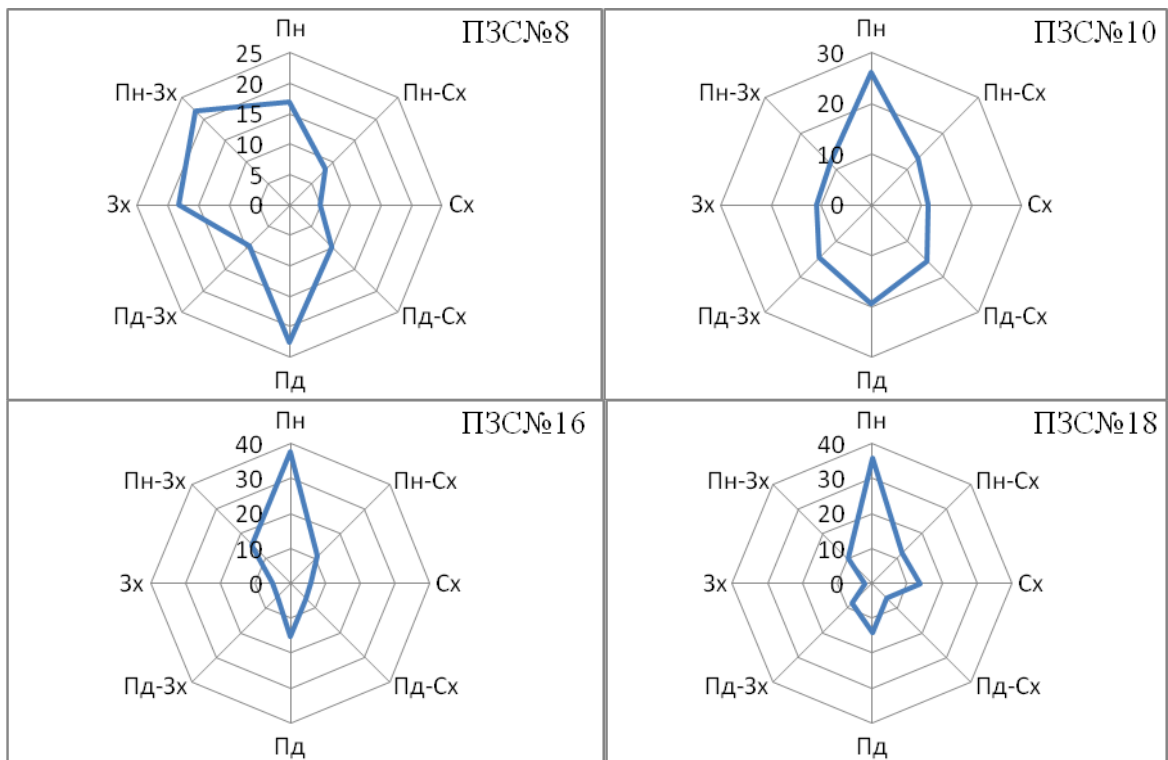 Пн
ПЗС№8
25
20
15
10
5
0
Пн-Зх
Пн-Сх
Зх
Сх
Пд-Зх
Пд-Сх
Пд
Пн
ПЗС№10
30
20
10
0
Пн-Зх
Пн-Сх
Зх
Сх
Пд-Зх
Пд-Сх
Пд
Пн
ПЗС№16
40
30
20
10
0
Пн-Зх
Пн-Сх
Зх
Сх
Пд-Зх
Пд-Сх
Пд
Пн
ПЗС№18
40
30
20
10
0
Пн-Зх
Пн-Сх
Зх
Сх
Пд-Зх
Пд-Сх
Пд